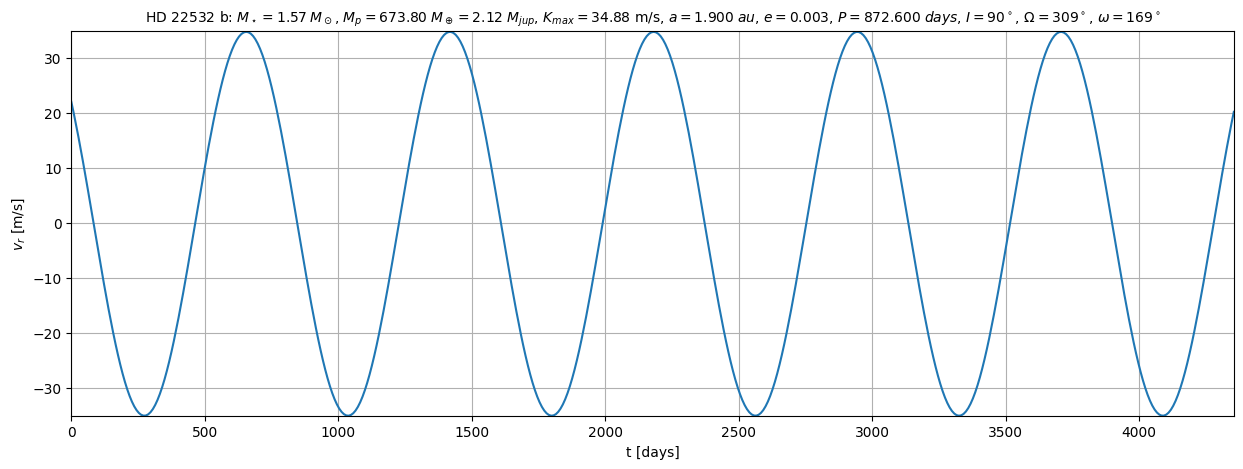 HD 22532 b: M⋆ = 1.57 M⊙, Mp = 673.80 M⊕ = 2.12 Mjup, Kmax = 34.88 m/s, a = 1.900 au, e = 0.003, P = 872.600 days, I = 90°, Ω = 309°, ω = 169°
30
20
10
0
−10
−20
−30
vr [m/s]
0 500 1000 1500 2000 2500 3000 3500 4000
t [days]